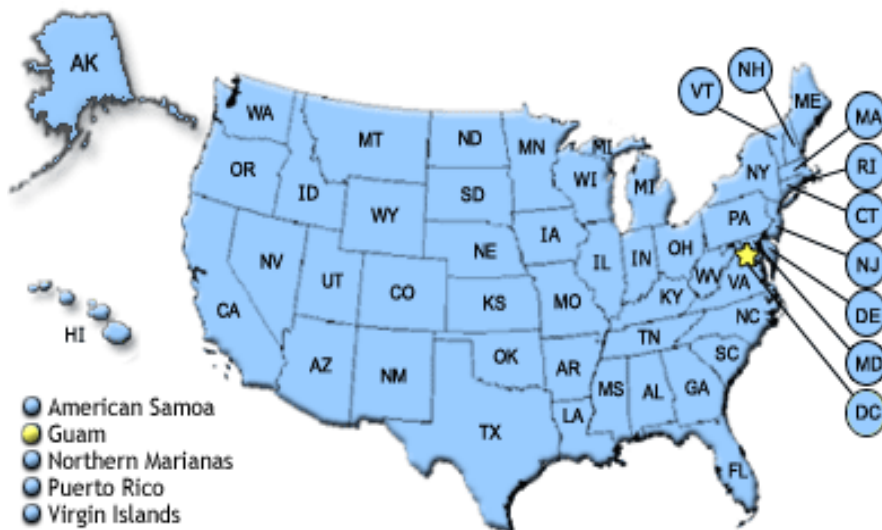 AK
NH
VT
ME
WA
MT
ND
MN
MI
MA
OR
ID
SD
WI
MI
NY
RI
WY
PA
CT
IA
NE
OH
NV
UT
IL
IN
NJ
CO
WV
VA
CA
KS
MO
KY
DE
HI
NC
TN
AZ
NM
OK
AR
SC
MD
MS
AL
GA
American Samoa
DC
LA
Guam
TX
Northern Marianas
FL
Puerto Rico
Virgin Islands